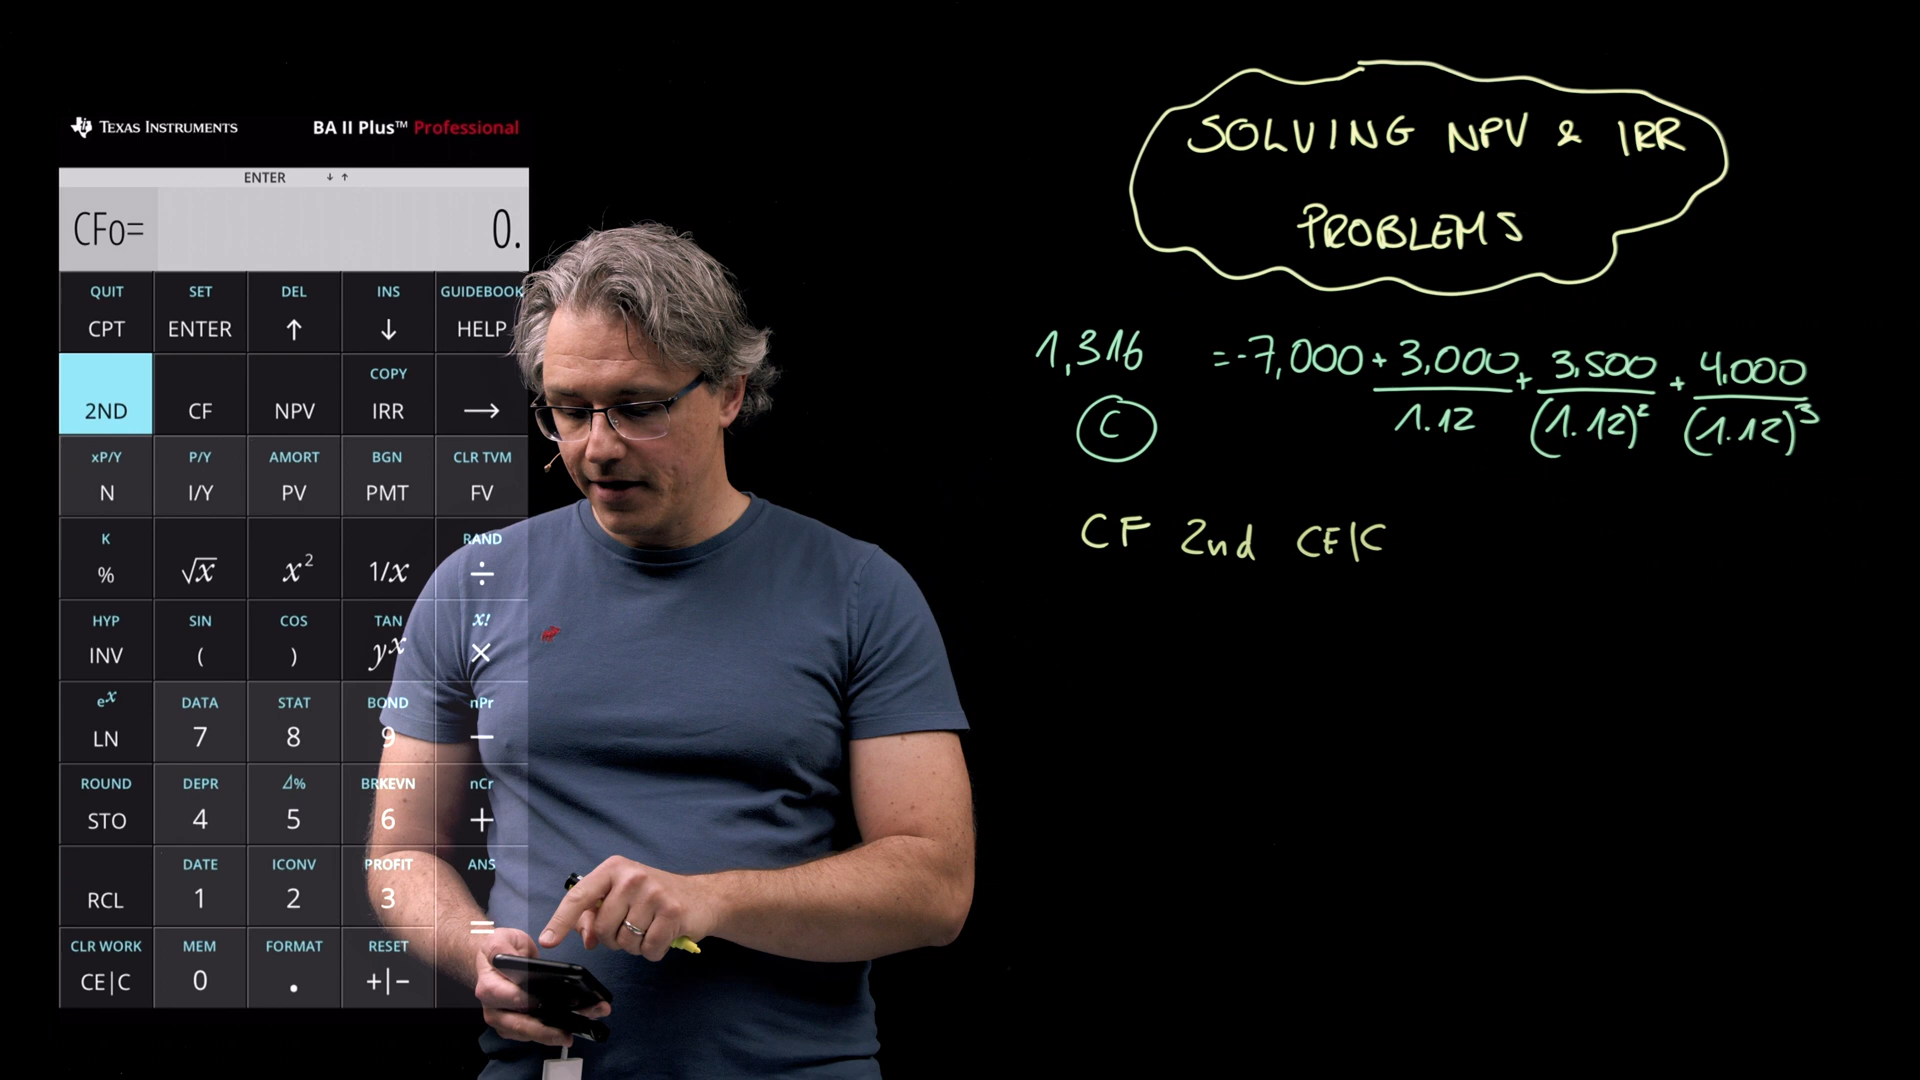 TEXAS INSTRUMENTS BA II Plus™ Professional
ENTER ↓ ↑
CFo= 0.
QUIT SET DEL INS GUIDEBOOK
CPT ENTER ↑ ↓ HELP
COPY
2ND CF NPV IRR →
xP/Y P/Y AMORT BGN CLR TVM
N I/Y PV PMT FV
K RAND
% √x x² 1/x ÷
HYP SIN COS TAN x!
INV ( ) yˣ ×
eˣ DATA STAT BOND nPr
LN 7 8 9 −
ROUND DEPR Δ% BRKEVN nCr
STO 4 5 6 +
DATE ICONV PROFIT ANS
RCL 1 2 3 =
CLR WORK MEM FORMAT RESET
CE|C 0 . +|−
SOLVING NPV & IRR
PROBLEMS
1,316 = -7,000 + 3,000/1.12 + 3,500/(1.12)² + 4,000/(1.12)³
C
CF 2nd CE|C